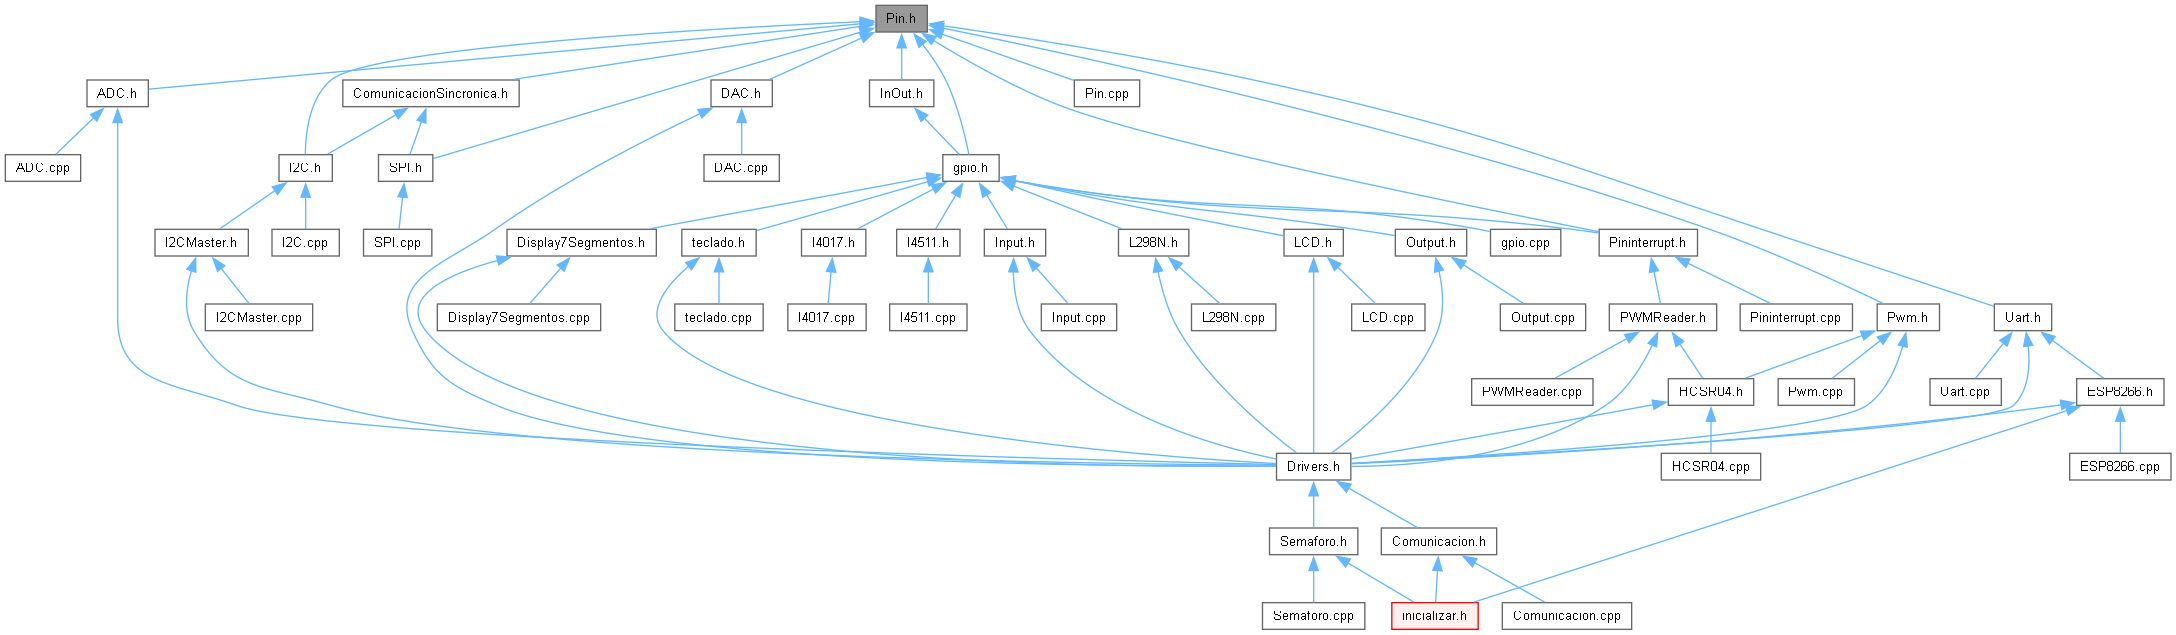 Pin.h
ADC.h
ComunicacionSincronica.h
DAC.h
InOut.h
Pin.cpp
ADC.cpp
I2C.h
SPI.h
DAC.cpp
gpio.h
I2CMaster.h
I2C.cpp
SPI.cpp
Display7Segmentos.h
teclado.h
I4017.h
I4511.h
Input.h
L298N.h
LCD.h
Output.h
gpio.cpp
Pininterrupt.h
I2CMaster.cpp
Display7Segmentos.cpp
teclado.cpp
I4017.cpp
I4511.cpp
Input.cpp
L298N.cpp
LCD.cpp
Output.cpp
PWMReader.h
Pininterrupt.cpp
Pwm.h
Uart.h
PWMReader.cpp
HCSR04.h
Pwm.cpp
Uart.cpp
ESP8266.h
Drivers.h
HCSR04.cpp
ESP8266.cpp
Semaforo.h
Comunicacion.h
Semaforo.cpp
inicializar.h
Comunicacion.cpp